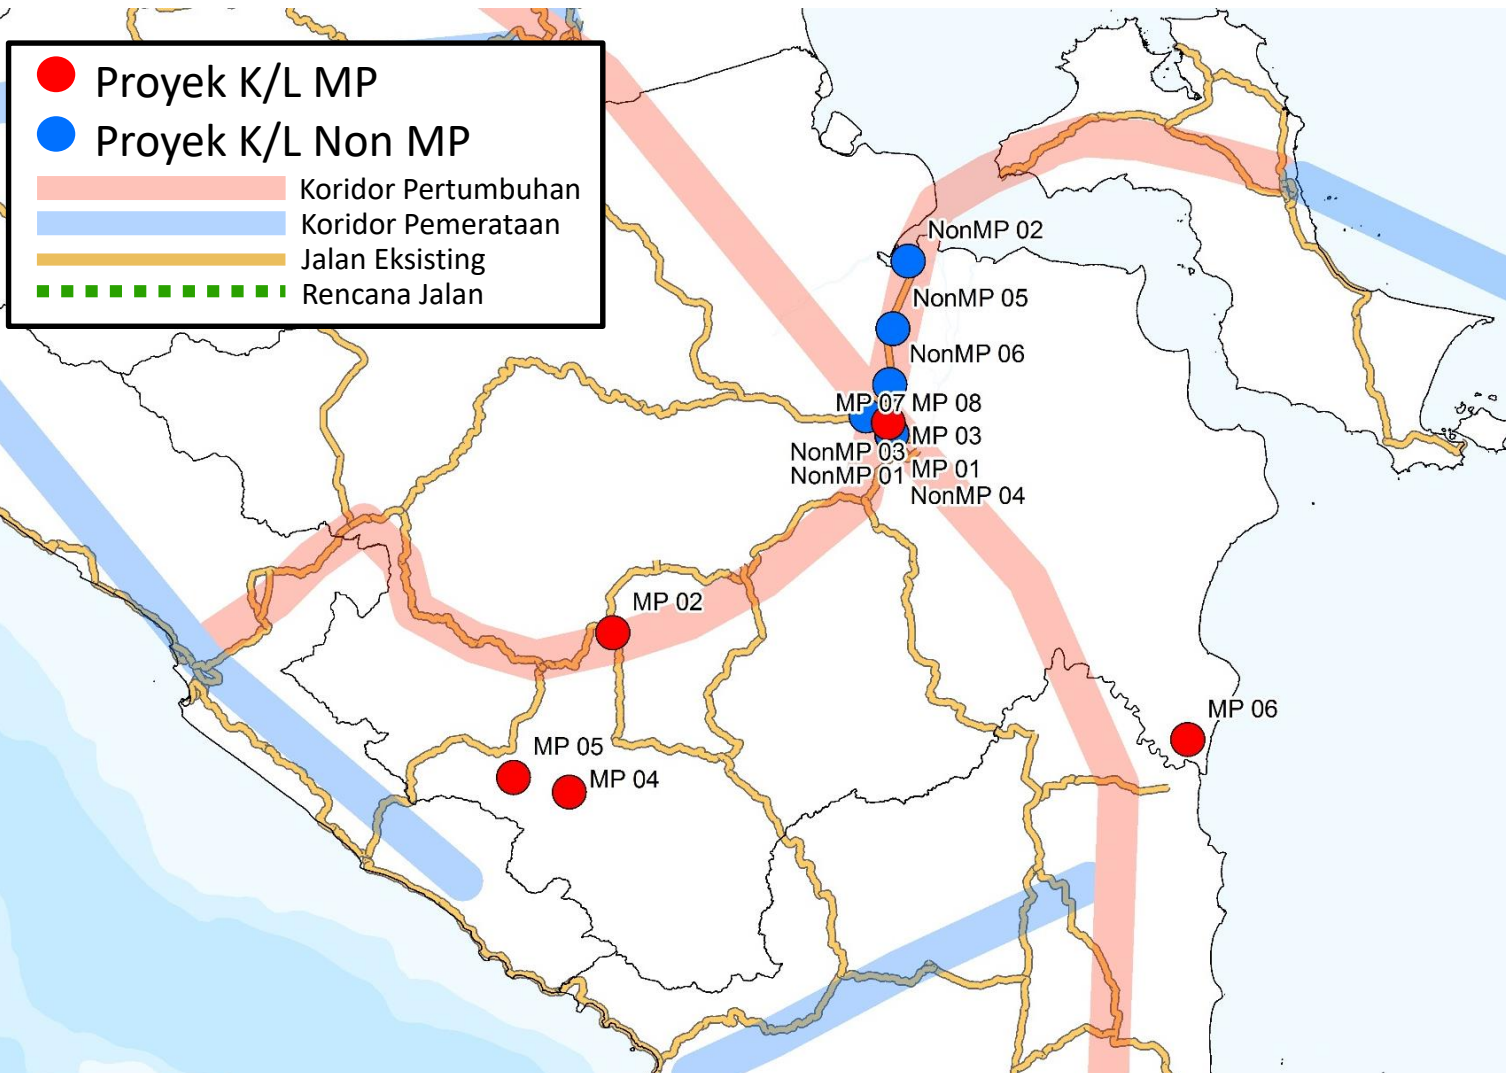 Proyek K/L MP
Proyek K/L Non MP
Koridor Pertumbuhan
Koridor Pemerataan
Jalan Eksisting
Rencana Jalan
NonMP 02
NonMP 05
NonMP 06
MP 07 MP 08
MP 03
NonMP 03
MP 01
NonMP 01
NonMP 04
MP 02
MP 06
MP 05
MP 04